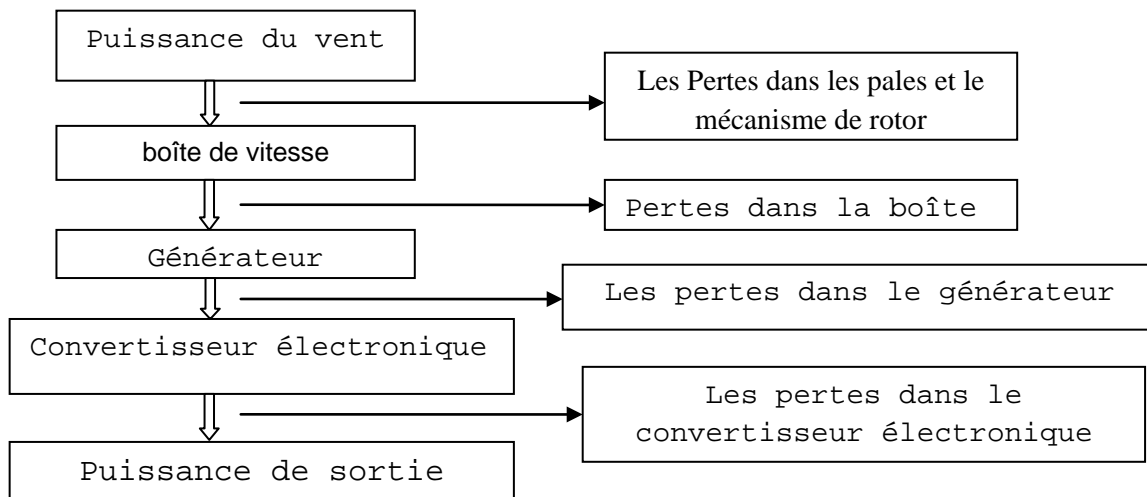 Puissance du vent
Les Pertes dans les pales et le
mécanisme de rotor
boîte de vitesse
Pertes dans la boîte
Générateur
Les pertes dans le générateur
Convertisseur électronique
Les pertes dans le
convertisseur électronique
Puissance de sortie